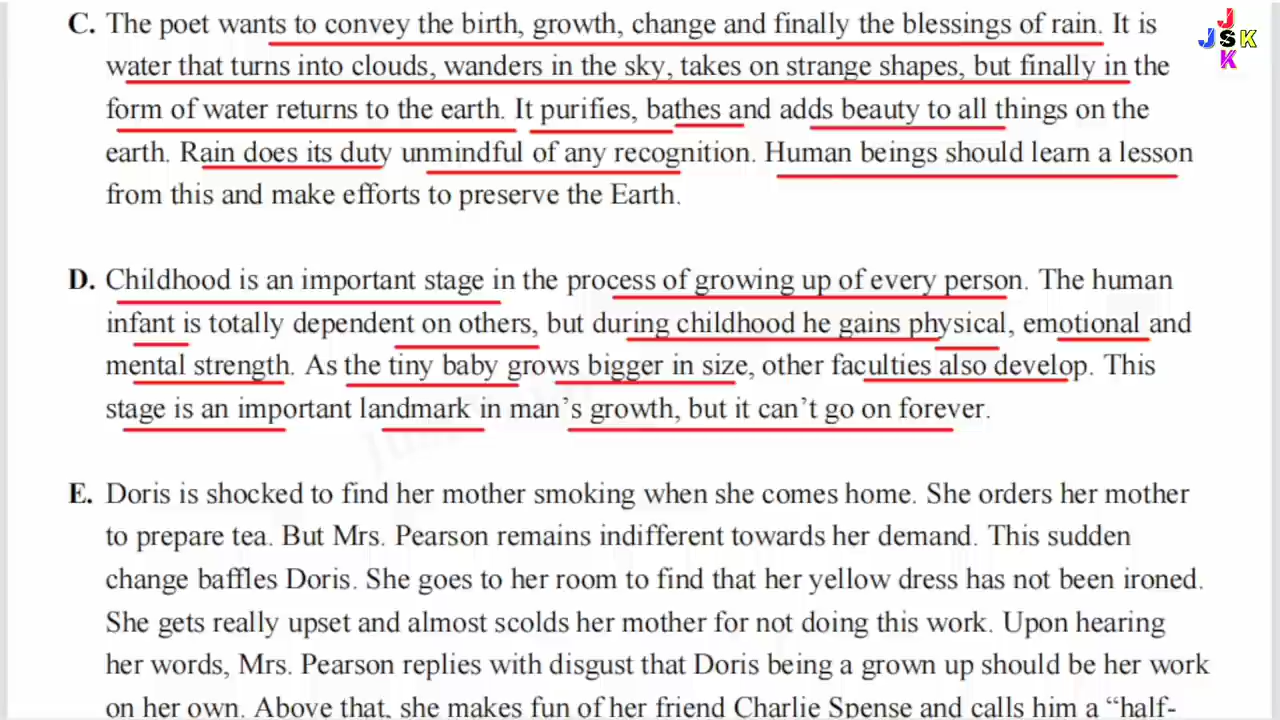 C. The poet wants to convey the birth, growth, change and finally the blessings of rain. It is
water that turns into clouds, wanders in the sky, takes on strange shapes, but finally in the
form of water returns to the earth. It purifies, bathes and adds beauty to all things on the
earth. Rain does its duty unmindful of any recognition. Human beings should learn a lesson
from this and make efforts to preserve the Earth.
D. Childhood is an important stage in the process of growing up of every person. The human
infant is totally dependent on others, but during childhood he gains physical, emotional and
mental strength. As the tiny baby grows bigger in size, other faculties also develop. This
stage is an important landmark in man's growth, but it can't go on forever.
E. Doris is shocked to find her mother smoking when she comes home. She orders her mother
to prepare tea. But Mrs. Pearson remains indifferent towards her demand. This sudden
change baffles Doris. She goes to her room to find that her yellow dress has not been ironed.
She gets really upset and almost scolds her mother for not doing this work. Upon hearing
her words, Mrs. Pearson replies with disgust that Doris being a grown up should be her work
on her own. Above that, she makes fun of her friend Charlie Spense and calls him a “half-
J
JSK
K